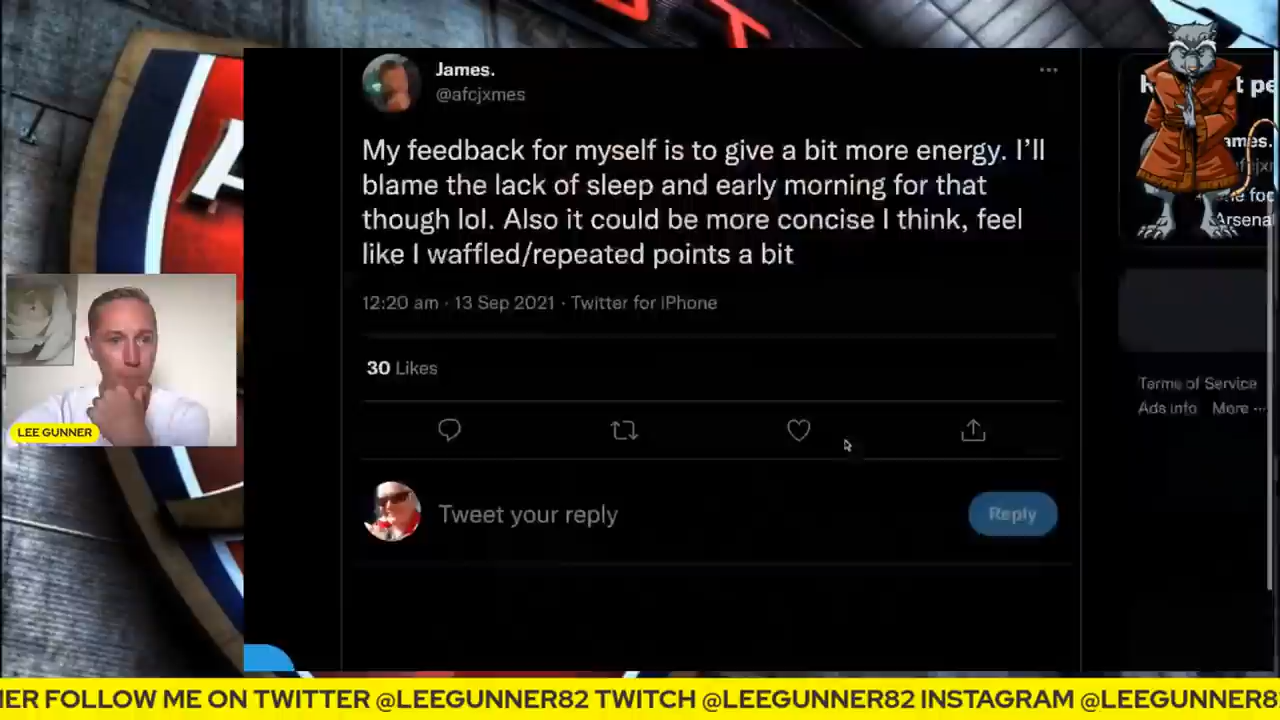 James.
@afcjxmes
My feedback for myself is to give a bit more energy. I’ll
blame the lack of sleep and early morning for that
though lol. Also it could be more concise I think, feel
like I waffled/repeated points a bit
12:20 am · 13 Sep 2021 · Twitter for iPhone
30 Likes
Tweet your reply
Reply
Terms of Service
Ads info More ...
LEE GUNNER
FOLLOW ME ON TWITTER @LEEGUNNER82 TWITCH @LEEGUNNER82 INSTAGRAM @LEEGUNNER8